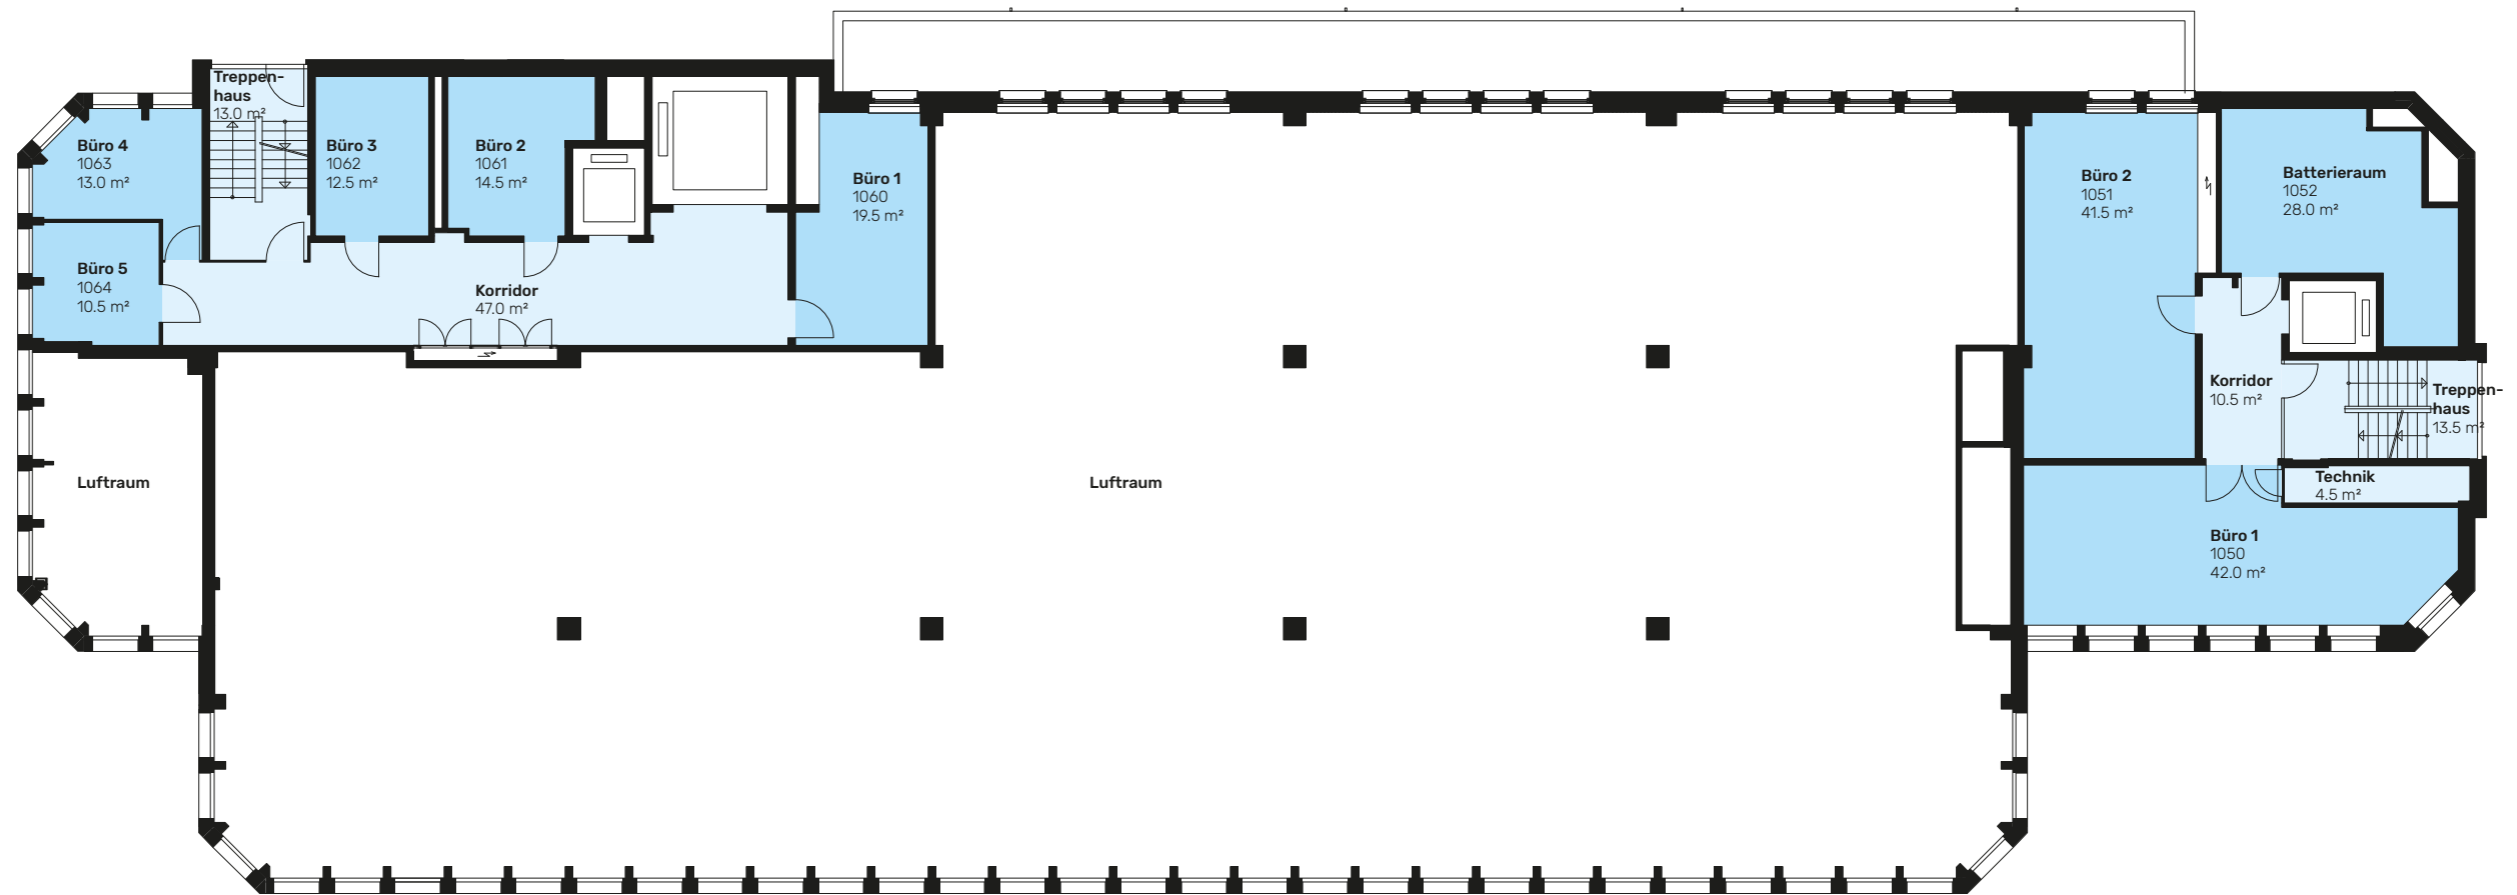 Treppen-
haus
13.0 m²
Büro 4
1063
13.0 m²
Büro 3
1062
12.5 m²
Büro 2
1061
14.5 m²
Büro 1
1060
19.5 m²
Büro 5
1064
10.5 m²
Korridor
47.0 m²
Luftraum
Luftraum
Büro 2
1051
41.5 m²
Batterieraum
1052
28.0 m²
Korridor
10.5 m²
Treppen-
haus
13.5 m²
Technik
4.5 m²
Büro 1
1050
42.0 m²